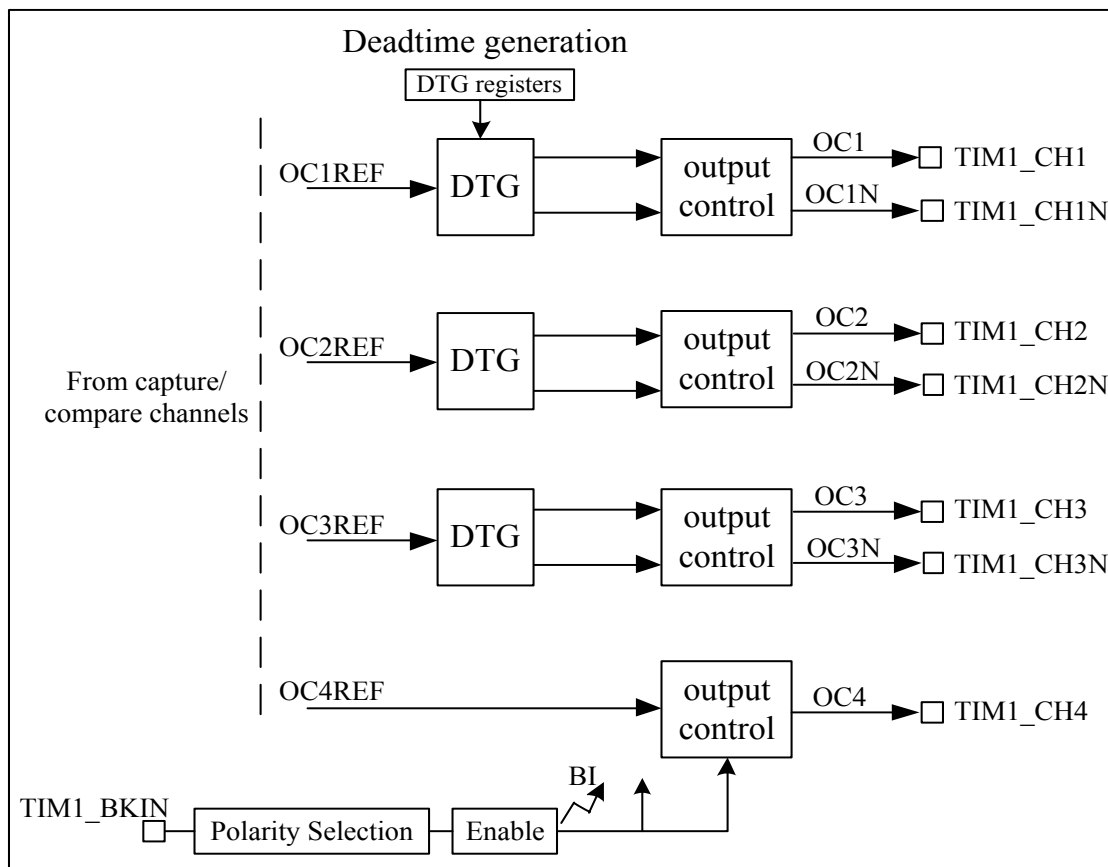 Deadtime generation
DTG registers
OC1REF
DTG
output
control
OC1
TIM1_CH1
OC1N
TIM1_CH1N
OC2REF
DTG
output
control
OC2
TIM1_CH2
OC2N
TIM1_CH2N
From capture/
compare channels
OC3REF
DTG
output
control
OC3
TIM1_CH3
OC3N
TIM1_CH3N
OC4REF
output
control
OC4
TIM1_CH4
BI
TIM1_BKIN
Polarity Selection
Enable